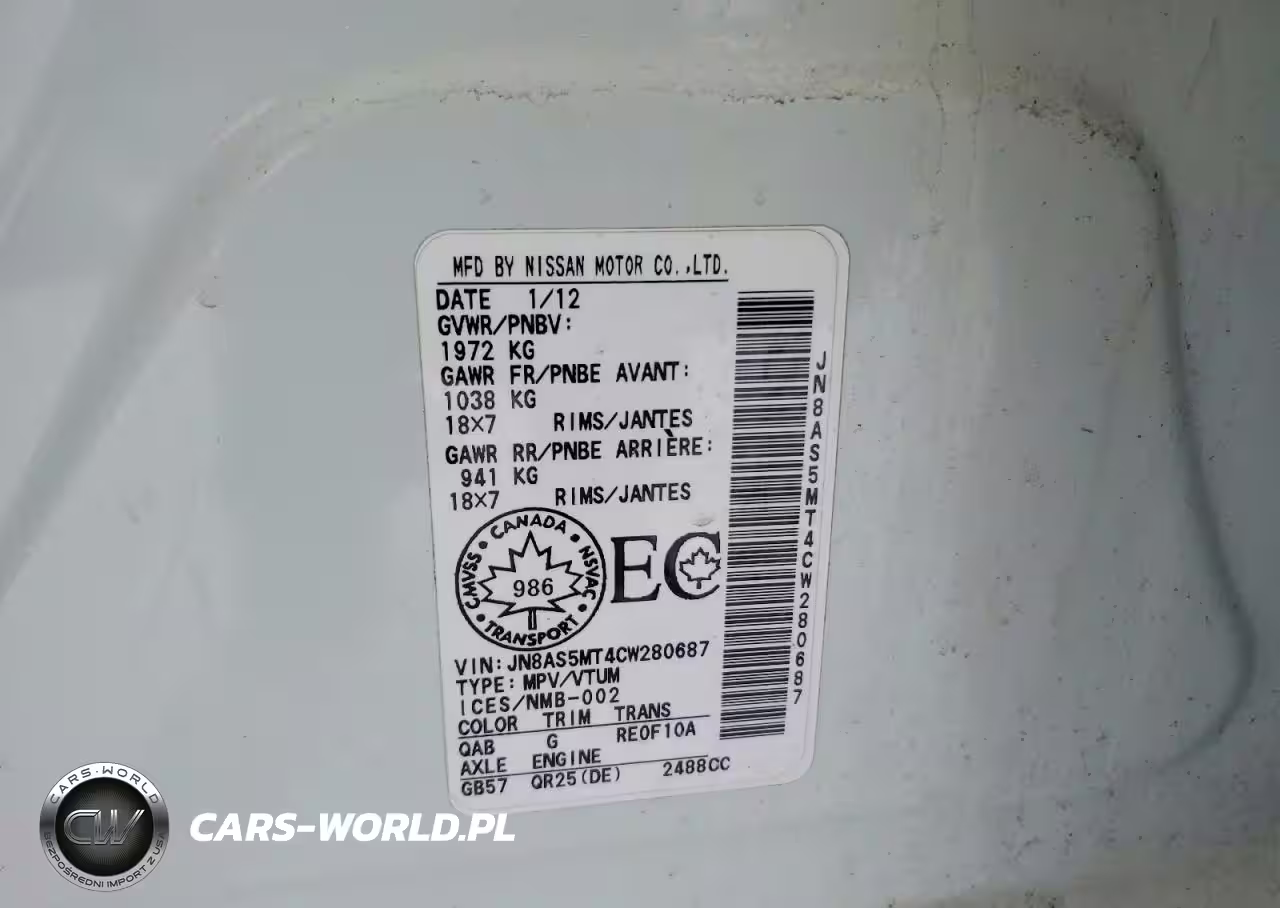 MFD BY NISSAN MOTOR CO.,LTD.
DATE 1/12
GVWR/PNBV:
1972 KG
GAWR FR/PNBE AVANT:
1038 KG
18×7 RIMS/JANTES
GAWR RR/PNBE ARRIÈRE:
941 KG
18×7 RIMS/JANTES
CANADA • NSVAC • TRANSPORT • CMVSS •
986
EC
VIN:JN8AS5MT4CW280687
TYPE:MPV/VTUM
ICES/NMB-002
COLOR TRIM TRANS
QAB G RE0F10A
AXLE ENGINE
GB57 QR25(DE) 2488CC
JN8AS5MT4CW280687
CARS-WORLD
CW
BEZPOŚREDNI IMPORT Z USA
CARS-WORLD.PL